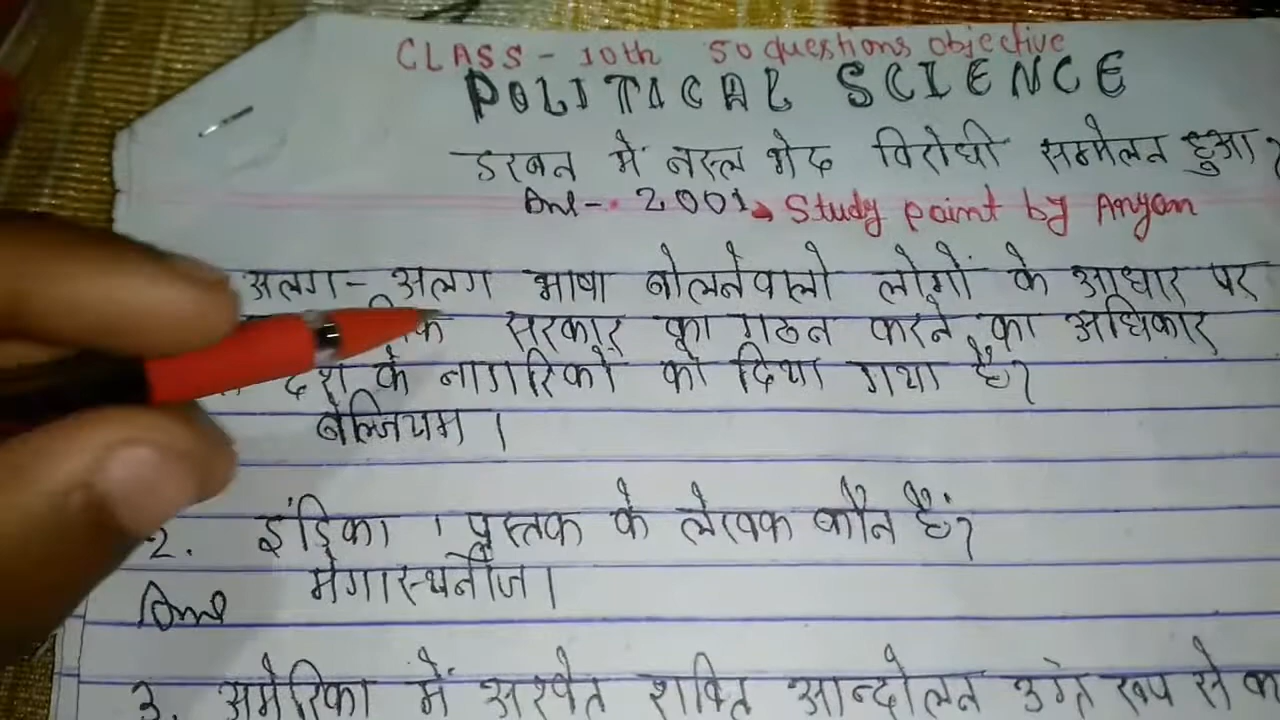 CLASS - 10th 50 questions objective
POLITICAL SCIENCE
डरबन में नस्ल भेद विरोधी सम्मेलन हुआ?
Ans - 2001 Study point by Aryan
अलग - अलग भाषा बोलनेवालो लोगों के आधार पर
सरकार का गठन करने का अधिकार
देश के नागरिकों को दिया गया है?
बेल्जियम ।
2. इंडिका । पुस्तक के लेखक कौन हैं?
Ans मेगास्थनीज ।
3. अमेरिका में अश्वेत शक्ति आन्दोलन उग्र रूप से